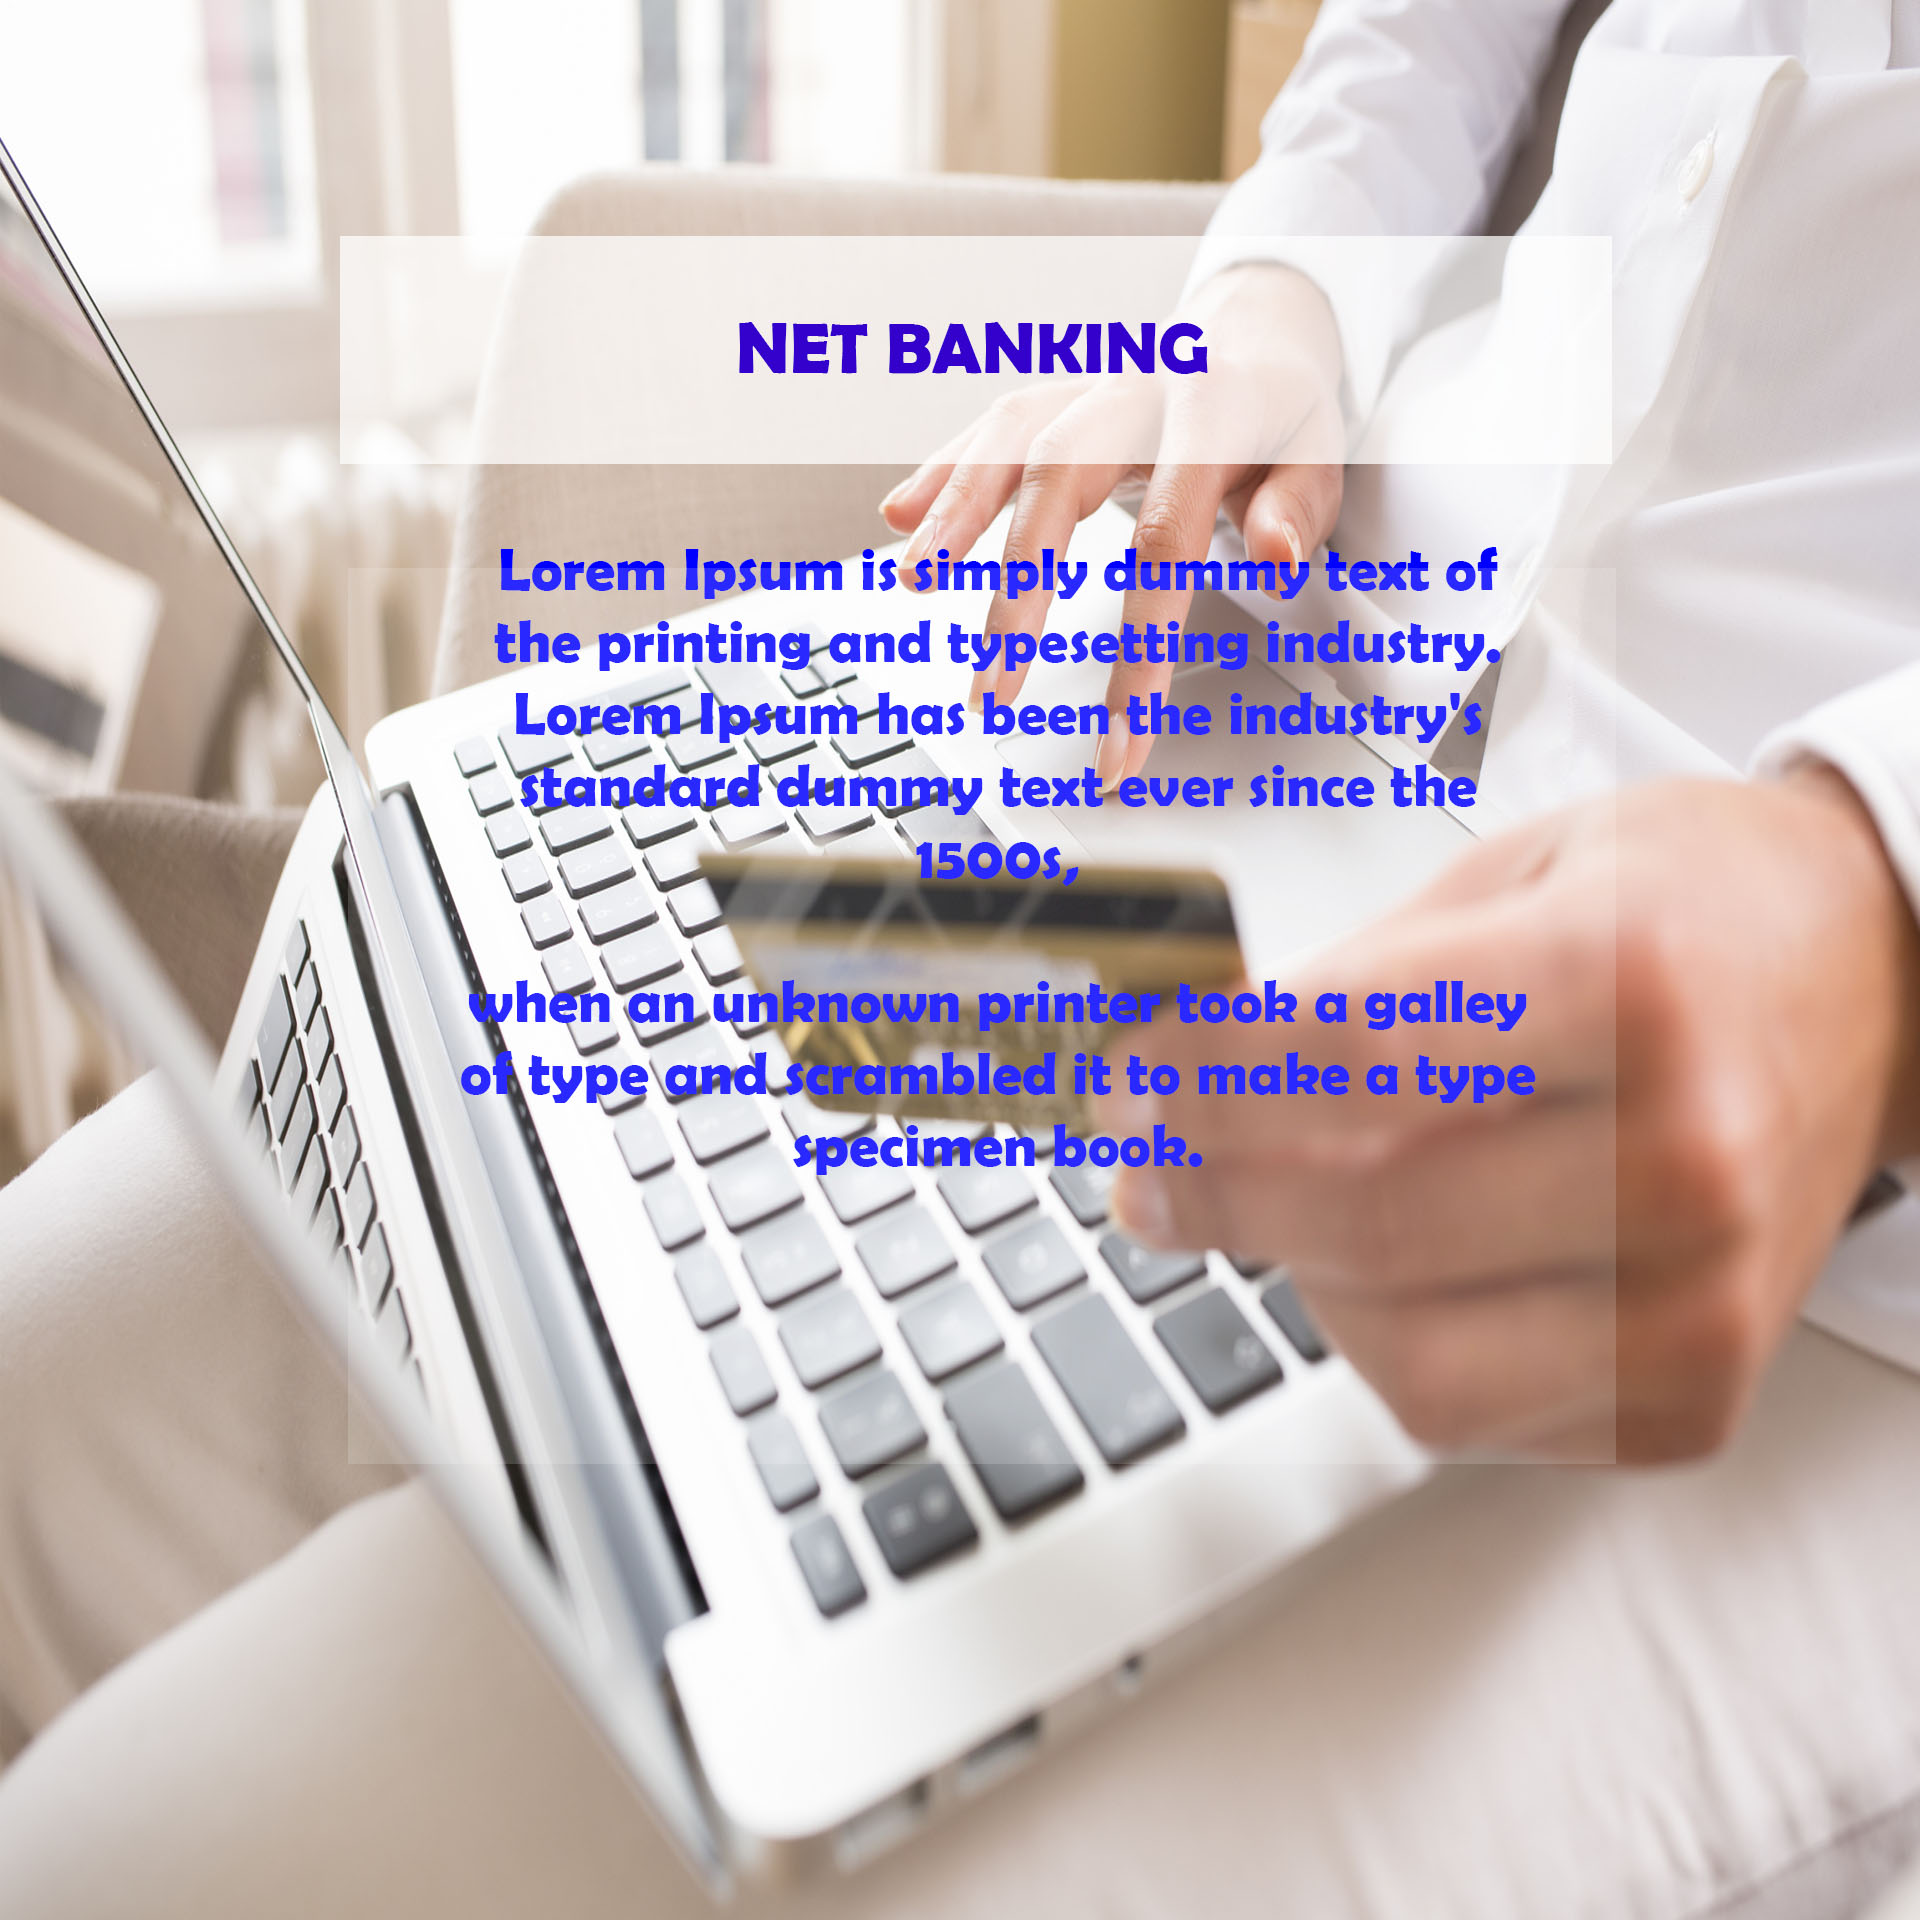 NET BANKING
Lorem Ipsum is simply dummy text of
the printing and typesetting industry.
Lorem Ipsum has been the industry's
standard dummy text ever since the
1500s,
when an unknown printer took a galley
of type and scrambled it to make a type
specimen book.